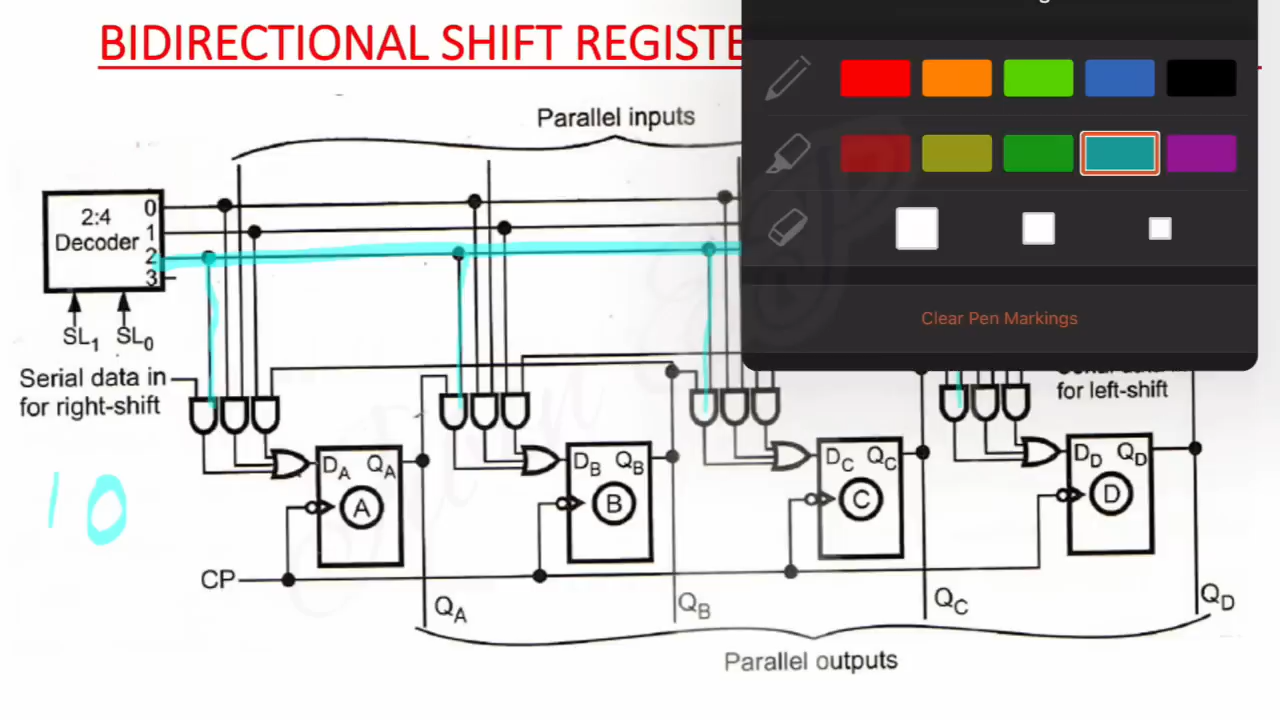 BIDIRECTIONAL SHIFT REGISTE
Parallel inputs
2:4
Decoder
0
1
2
3
SL1 SL0
Serial data in
for right-shift
for left-shift
Clear Pen Markings
DA QA
A
DB QB
B
DC QC
C
DD QD
D
10
CP
QA
QB
QC
QD
Parallel outputs